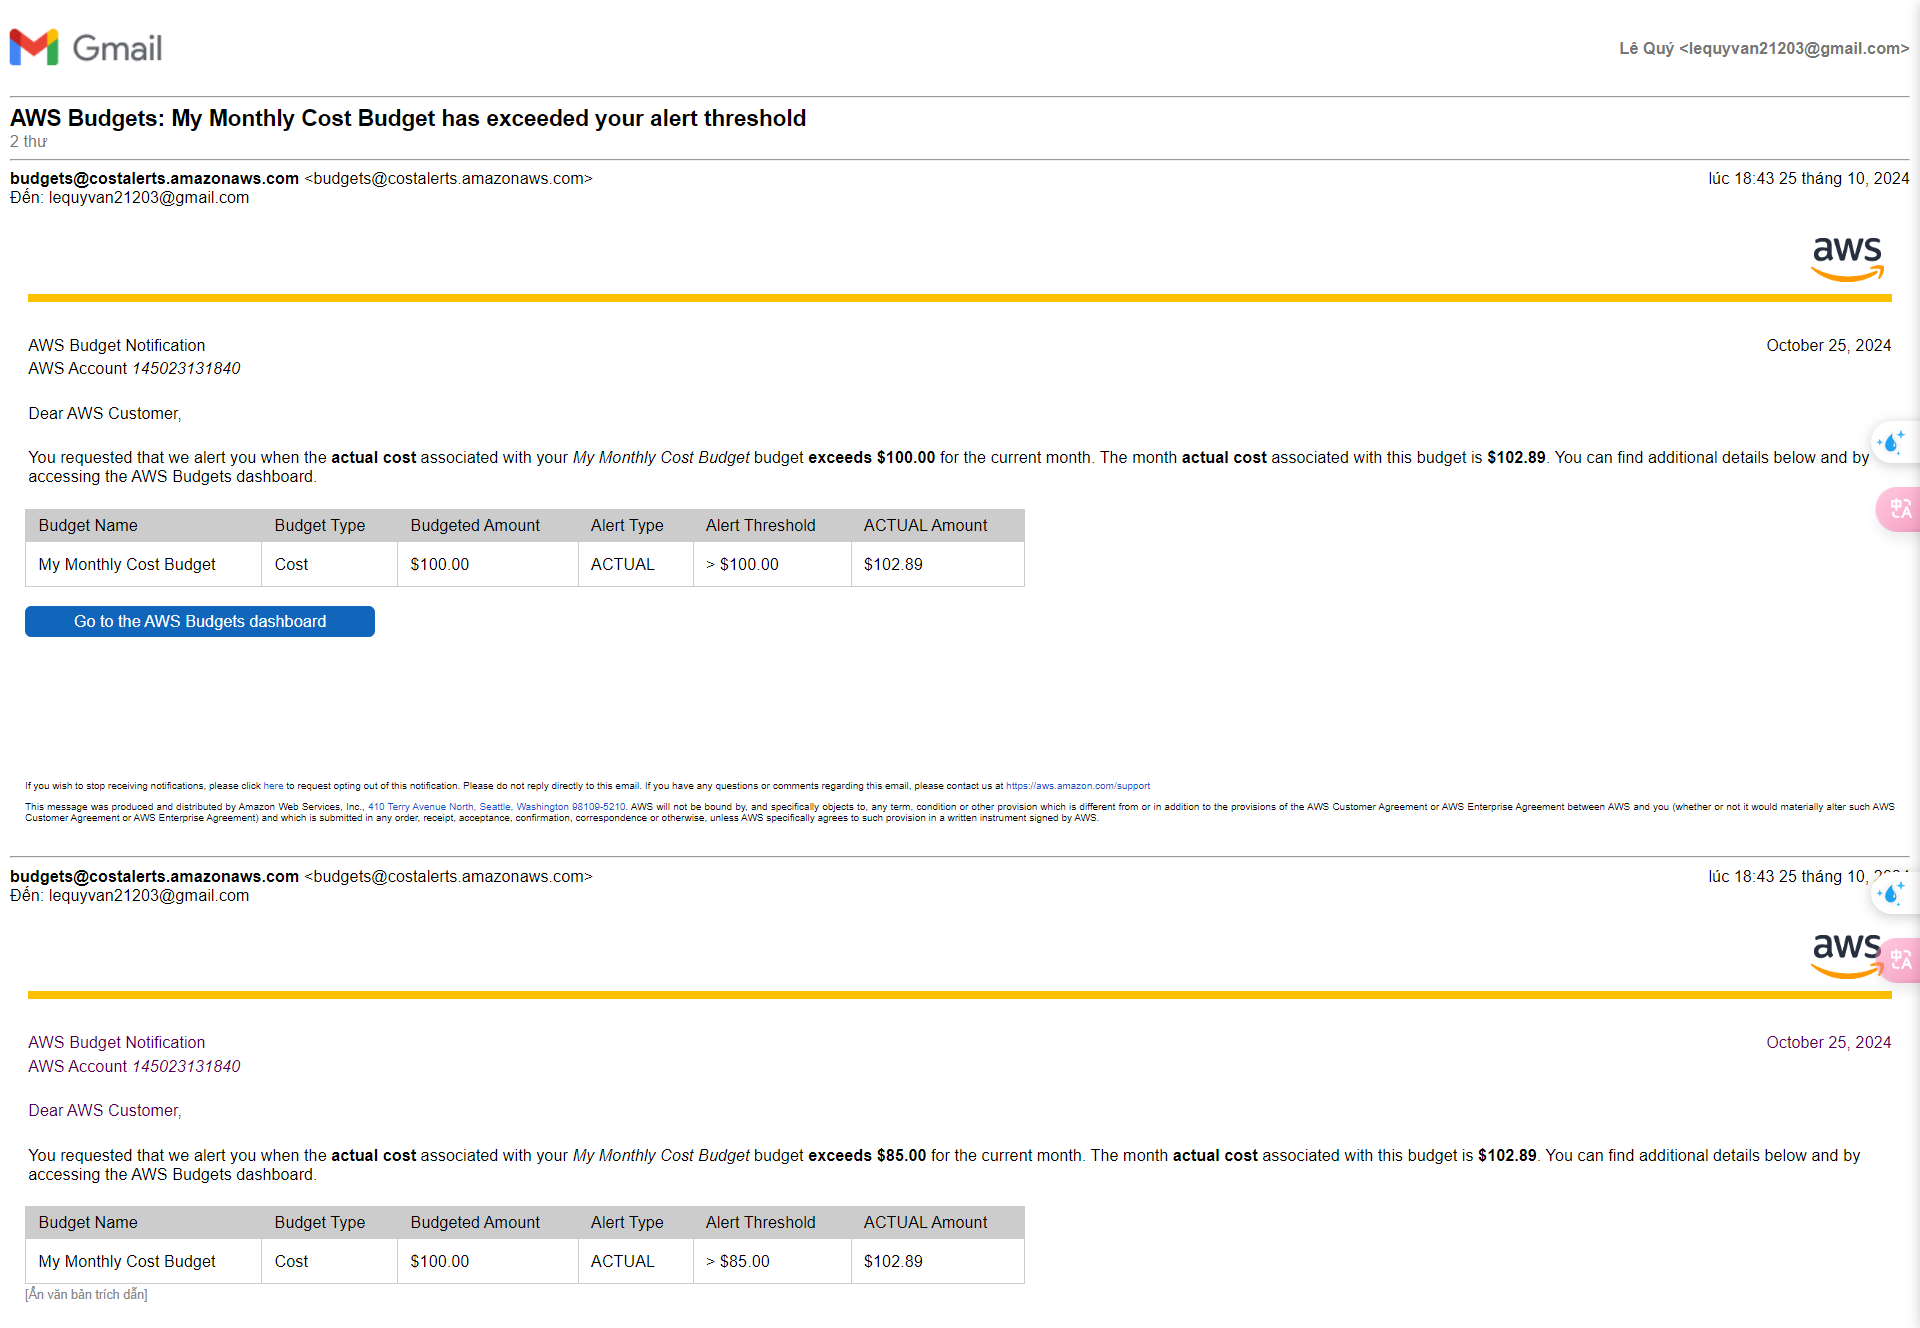 Gmail
Lê Quý <lequyvan21203@gmail.com>
AWS Budgets: My Monthly Cost Budget has exceeded your alert threshold
2 thư
budgets@costalerts.amazonaws.com <budgets@costalerts.amazonaws.com>
lúc 18:43 25 tháng 10, 2024
Đến: lequyvan21203@gmail.com
aws
AWS Budget Notification
October 25, 2024
AWS Account 145023131840
Dear AWS Customer,
You requested that we alert you when the actual cost associated with your My Monthly Cost Budget budget exceeds $100.00 for the current month. The month actual cost associated with this budget is $102.89. You can find additional details below and by
accessing the AWS Budgets dashboard.
Budget Name Budget Type Budgeted Amount Alert Type Alert Threshold ACTUAL Amount
My Monthly Cost Budget Cost $100.00 ACTUAL > $100.00 $102.89
Go to the AWS Budgets dashboard
If you wish to stop receiving notifications, please click here to request opting out of this notification. Please do not reply directly to this email. If you have any questions or comments regarding this email, please contact us at https://aws.amazon.com/support
This message was produced and distributed by Amazon Web Services, Inc., 410 Terry Avenue North, Seattle, Washington 98109-5210. AWS will not be bound by, and specifically objects to, any term, condition or other provision which is different from or in addition to the provisions of the AWS Customer Agreement or AWS Enterprise Agreement between AWS and you (whether or not it would materially alter such AWS
Customer Agreement or AWS Enterprise Agreement) and which is submitted in any order, receipt, acceptance, confirmation, correspondence or otherwise, unless AWS specifically agrees to such provision in a written instrument signed by AWS.
budgets@costalerts.amazonaws.com <budgets@costalerts.amazonaws.com>
lúc 18:43 25 tháng 10,
Đến: lequyvan21203@gmail.com
aws
AWS Budget Notification
October 25, 2024
AWS Account 145023131840
Dear AWS Customer,
You requested that we alert you when the actual cost associated with your My Monthly Cost Budget budget exceeds $85.00 for the current month. The month actual cost associated with this budget is $102.89. You can find additional details below and by
accessing the AWS Budgets dashboard.
Budget Name Budget Type Budgeted Amount Alert Type Alert Threshold ACTUAL Amount
My Monthly Cost Budget Cost $100.00 ACTUAL > $85.00 $102.89
[Ẩn văn bản trích dẫn]